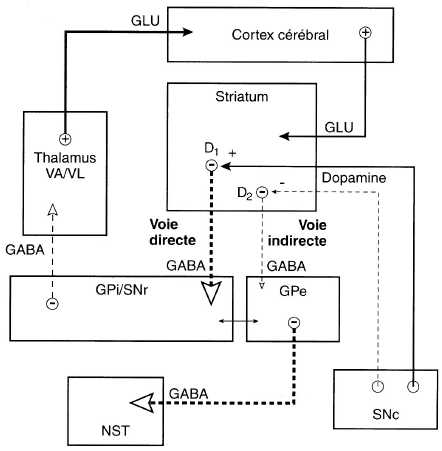 GLU
Cortex cérébral
+
Striatum
GLU
+
Thalamus
VA/VL
D1 +
-
Dopamine
D2 -
-
Voie
directe
Voie
indirecte
GABA
GABA
GABA
GPi/SNr
GPe
-
-
GABA
NST
- +
SNc